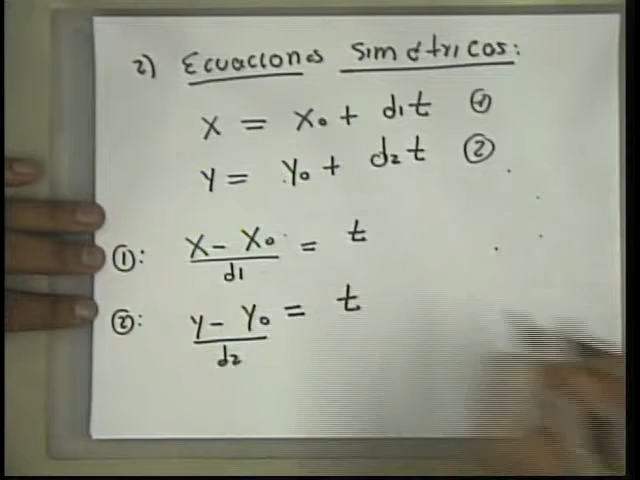 2) Ecuaciones simétricas:
x = x₀ + d₁t ①
y = y₀ + d₂t ②
①: x - x₀ / d₁ = t
②: y - y₀ / d₂ = t